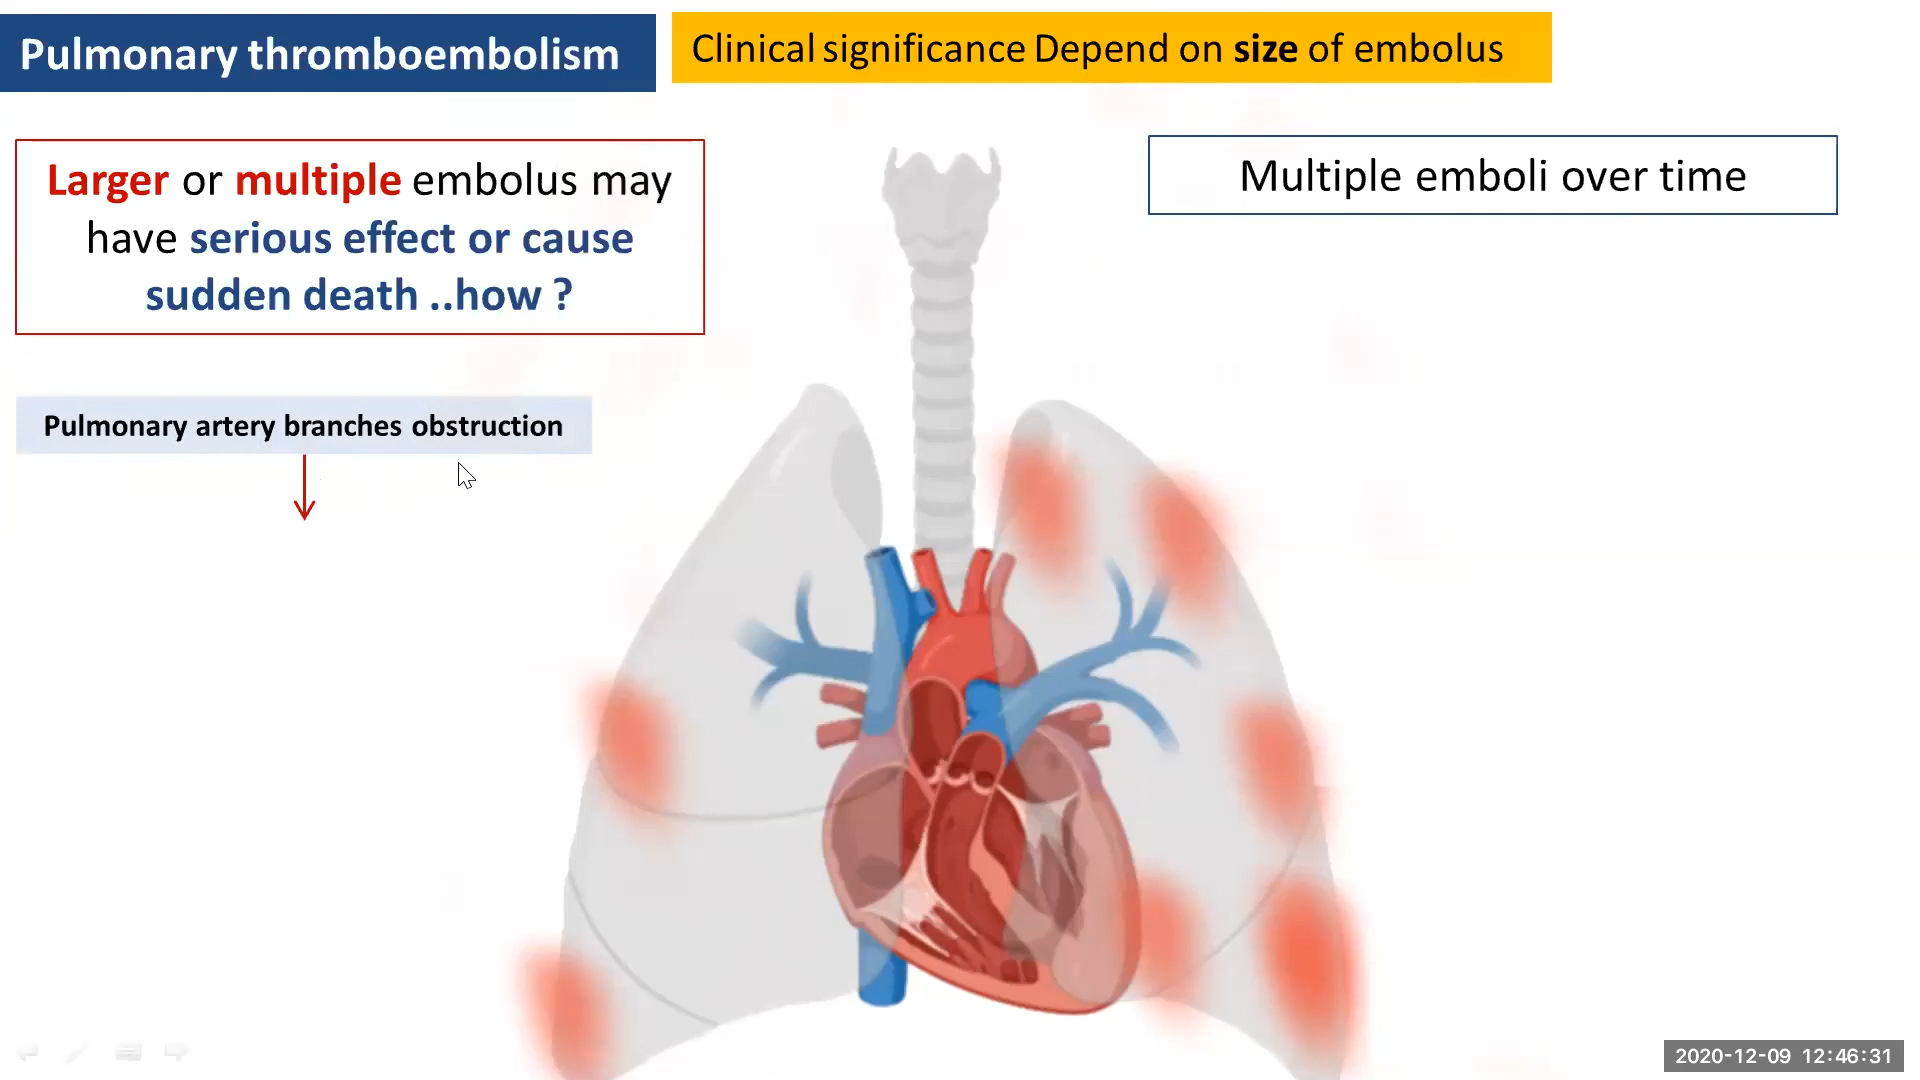 Pulmonary thromboembolism
Clinical significance Depend on size of embolus
Larger or multiple embolus may
have serious effect or cause
sudden death ..how ?
Multiple emboli over time
Pulmonary artery branches obstruction
2020-12-09 12:46:31